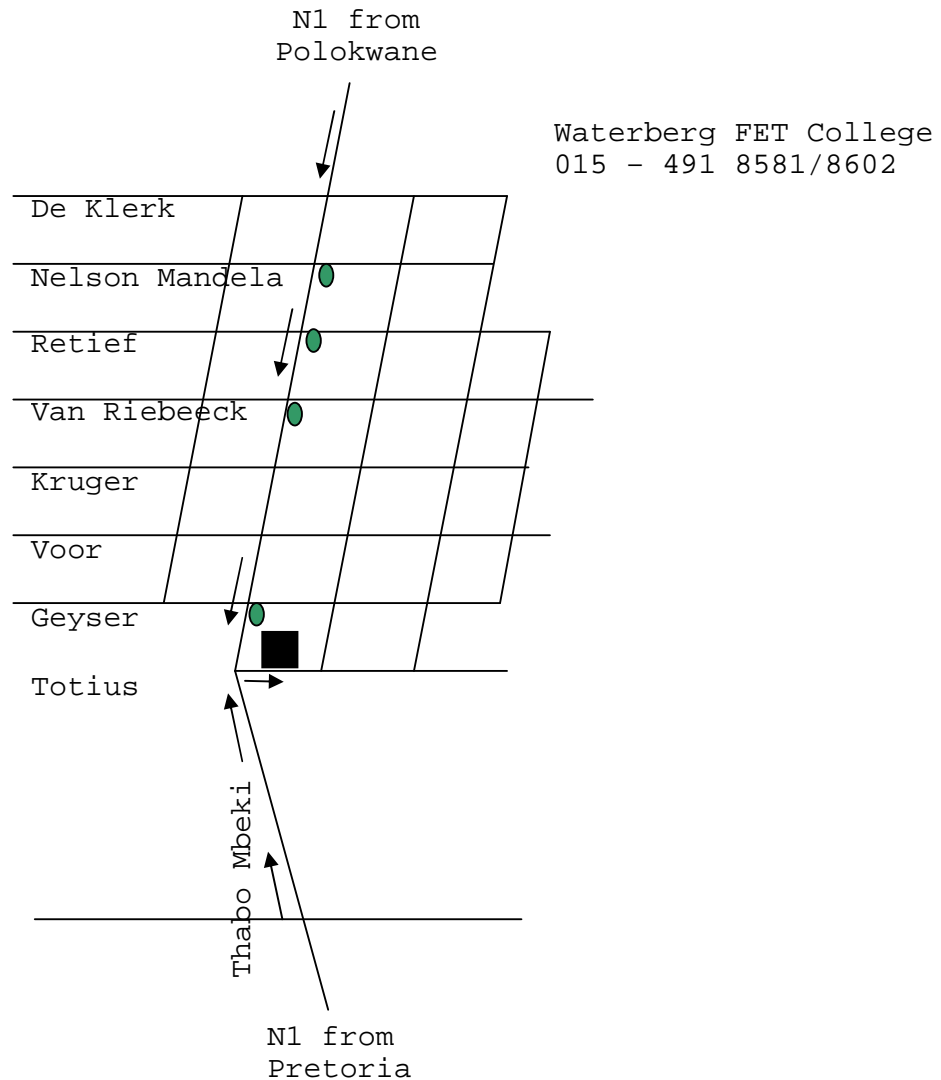 N1 from
Polokwane
Waterberg FET College
015 – 491 8581/8602
De Klerk
Nelson Mandela
Retief
Van Riebeeck
Kruger
Voor
Geyser
Totius
Thabo Mbeki
N1 from
Pretoria